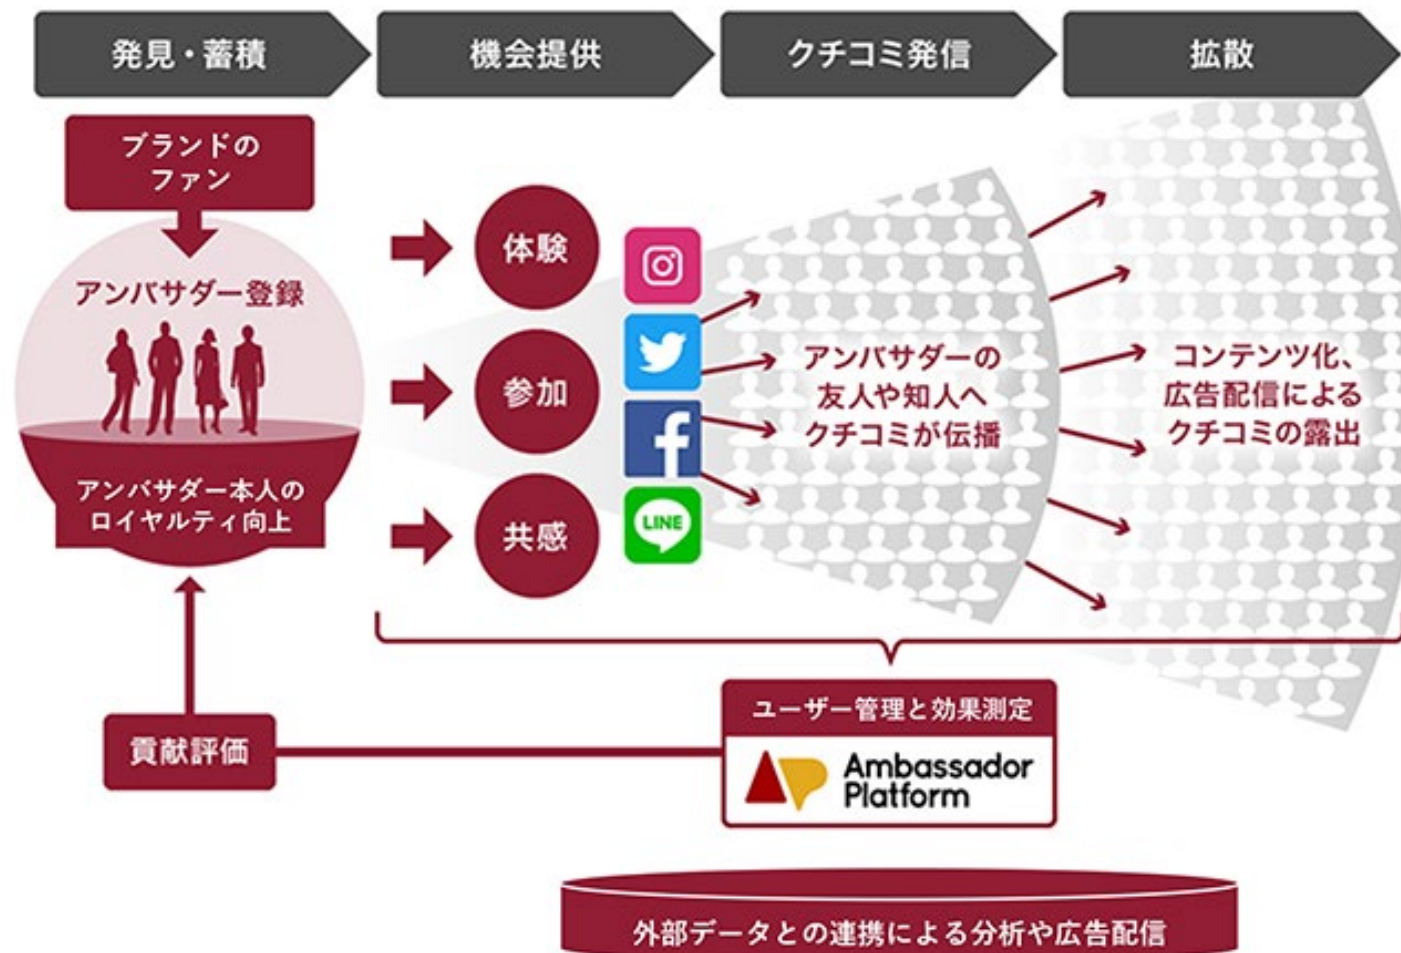 発見・蓄積
機会提供
クチコミ発信
拡散
ブランドの
ファン
アンバサダー登録
アンバサダー本人の
ロイヤルティ向上
体験
参加
共感
LINE
アンバサダーの
友人や知人へ
クチコミが伝播
コンテンツ化、
広告配信による
クチコミの露出
貢献評価
ユーザー管理と効果測定
Ambassador
Platform
外部データとの連携による分析や広告配信